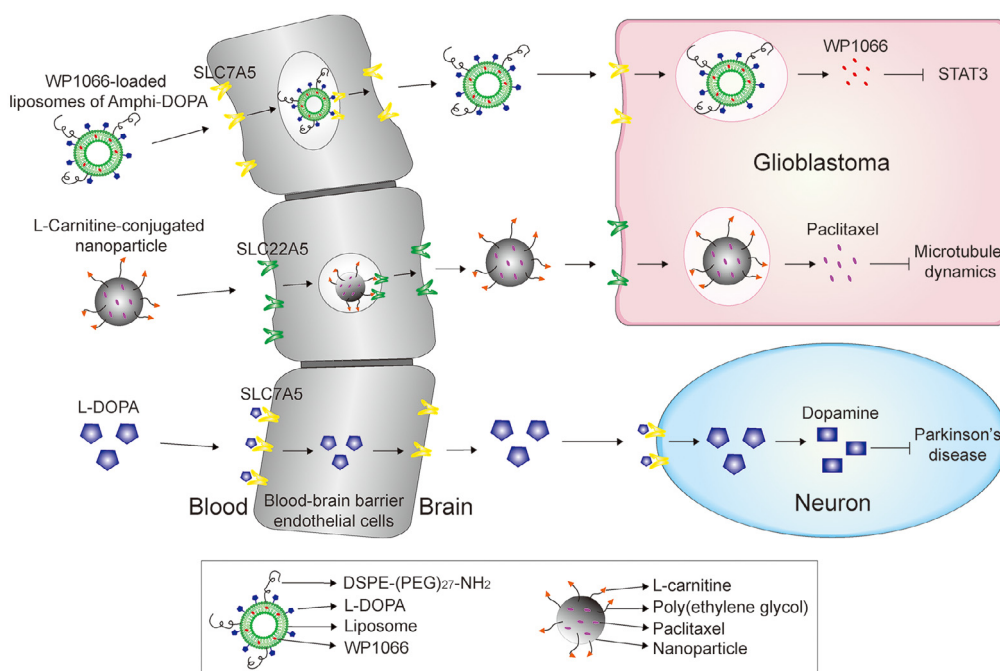 WP1066-loaded
liposomes of Amphi-DOPA
SLC7A5
WP1066
STAT3
Glioblastoma
L-Carnitine-conjugated
nanoparticle
SLC22A5
Paclitaxel
Microtubule
dynamics
L-DOPA
SLC7A5
Dopamine
Parkinson's
disease
Blood
Blood-brain barrier
endothelial cells
Brain
Neuron
DSPE-(PEG)27-NH2
L-DOPA
Liposome
WP1066
L-carnitine
Poly(ethylene glycol)
Paclitaxel
Nanoparticle